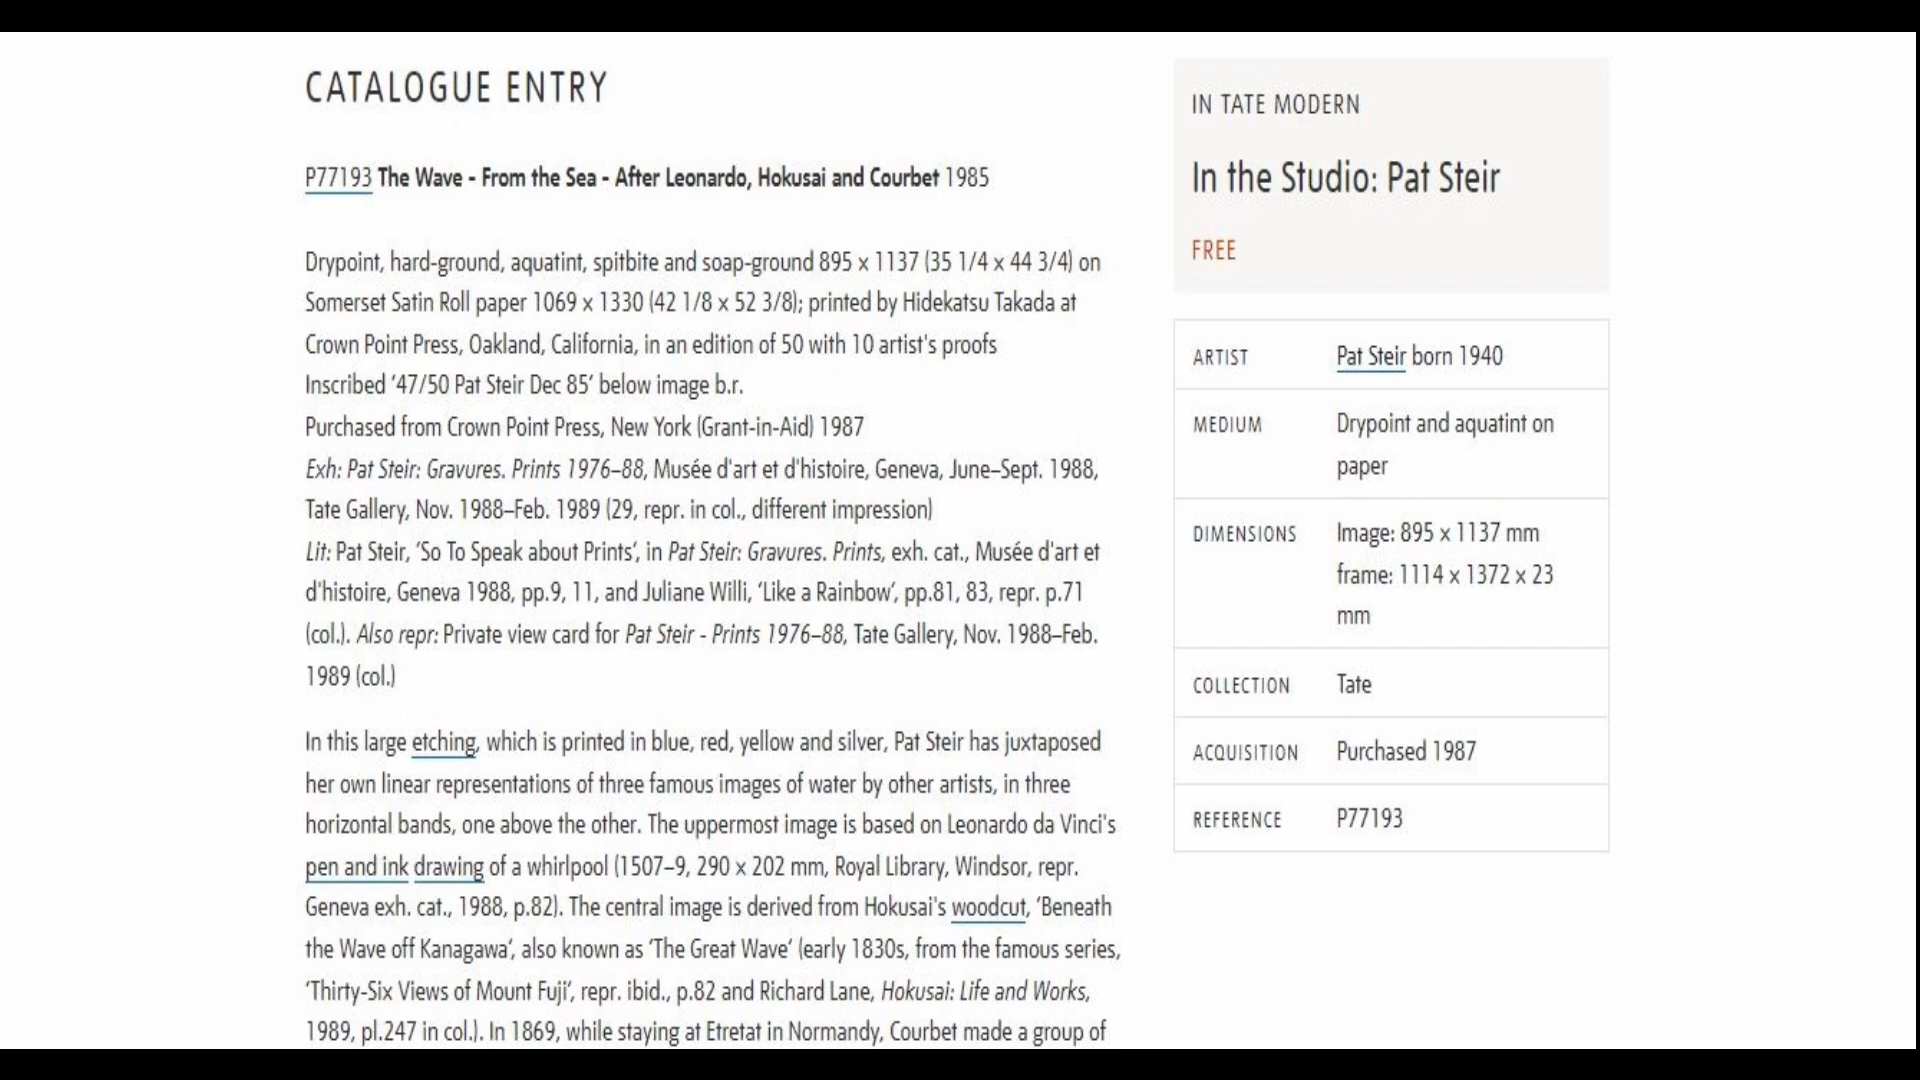 CATALOGUE ENTRY
P77193 The Wave - From the Sea - After Leonardo, Hokusai and Courbet 1985
Drypoint, hard-ground, aquatint, spitbite and soap-ground 895 x 1137 (35 1/4 x 44 3/4) on
Somerset Satin Roll paper 1069 x 1330 (42 1/8 x 52 3/8); printed by Hidekatsu Takada at
Crown Point Press, Oakland, California, in an edition of 50 with 10 artist's proofs
Inscribed ‘47/50 Pat Steir Dec 85’ below image b.r.
Purchased from Crown Point Press, New York (Grant-in-Aid) 1987
Exh: Pat Steir: Gravures. Prints 1976–88, Musée d'art et d'histoire, Geneva, June–Sept. 1988,
Tate Gallery, Nov. 1988–Feb. 1989 (29, repr. in col., different impression)
Lit: Pat Steir, ‘So To Speak about Prints’, in Pat Steir: Gravures. Prints, exh. cat., Musée d'art et
d'histoire, Geneva 1988, pp.9, 11, and Juliane Willi, ‘Like a Rainbow’, pp.81, 83, repr. p.71
(col.). Also repr: Private view card for Pat Steir - Prints 1976–88, Tate Gallery, Nov. 1988–Feb.
1989 (col.)
In this large etching, which is printed in blue, red, yellow and silver, Pat Steir has juxtaposed
her own linear representations of three famous images of water by other artists, in three
horizontal bands, one above the other. The uppermost image is based on Leonardo da Vinci's
pen and ink drawing of a whirlpool (1507–9, 290 x 202 mm, Royal Library, Windsor, repr.
Geneva exh. cat., 1988, p.82). The central image is derived from Hokusai's woodcut, ‘Beneath
the Wave off Kanagawa’, also known as ‘The Great Wave’ (early 1830s, from the famous series,
‘Thirty-Six Views of Mount Fuji’, repr. ibid., p.82 and Richard Lane, Hokusai: Life and Works,
1989, pl.247 in col.). In 1869, while staying at Etretat in Normandy, Courbet made a group of
IN TATE MODERN
In the Studio: Pat Steir
FREE
ARTIST Pat Steir born 1940
MEDIUM Drypoint and aquatint on
paper
DIMENSIONS Image: 895 x 1137 mm
frame: 1114 x 1372 x 23
mm
COLLECTION Tate
ACQUISITION Purchased 1987
REFERENCE P77193